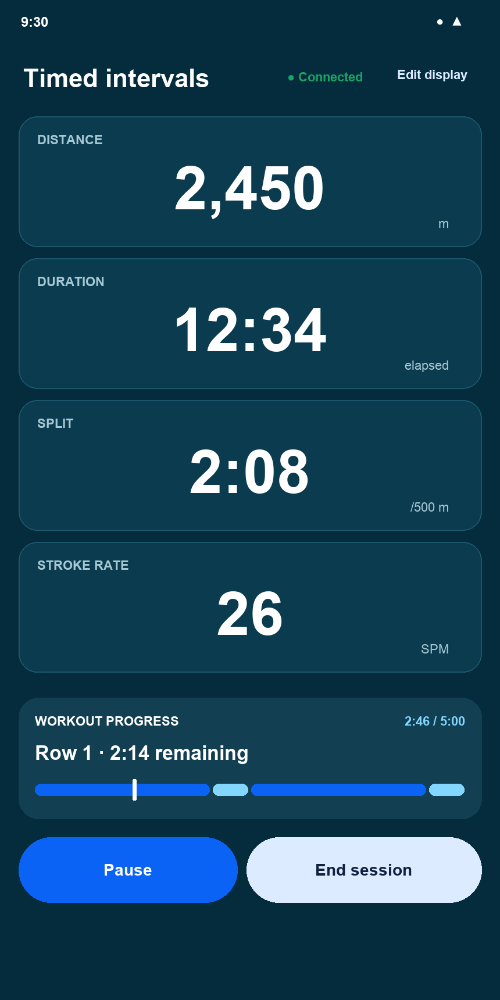 9:30
Timed intervals
● Connected
Edit display
DISTANCE
2,450
m
DURATION
12:34
elapsed
SPLIT
2:08
/500 m
STROKE RATE
26
SPM
WORKOUT PROGRESS
2:46 / 5:00
Row 1 · 2:14 remaining
Pause
End session